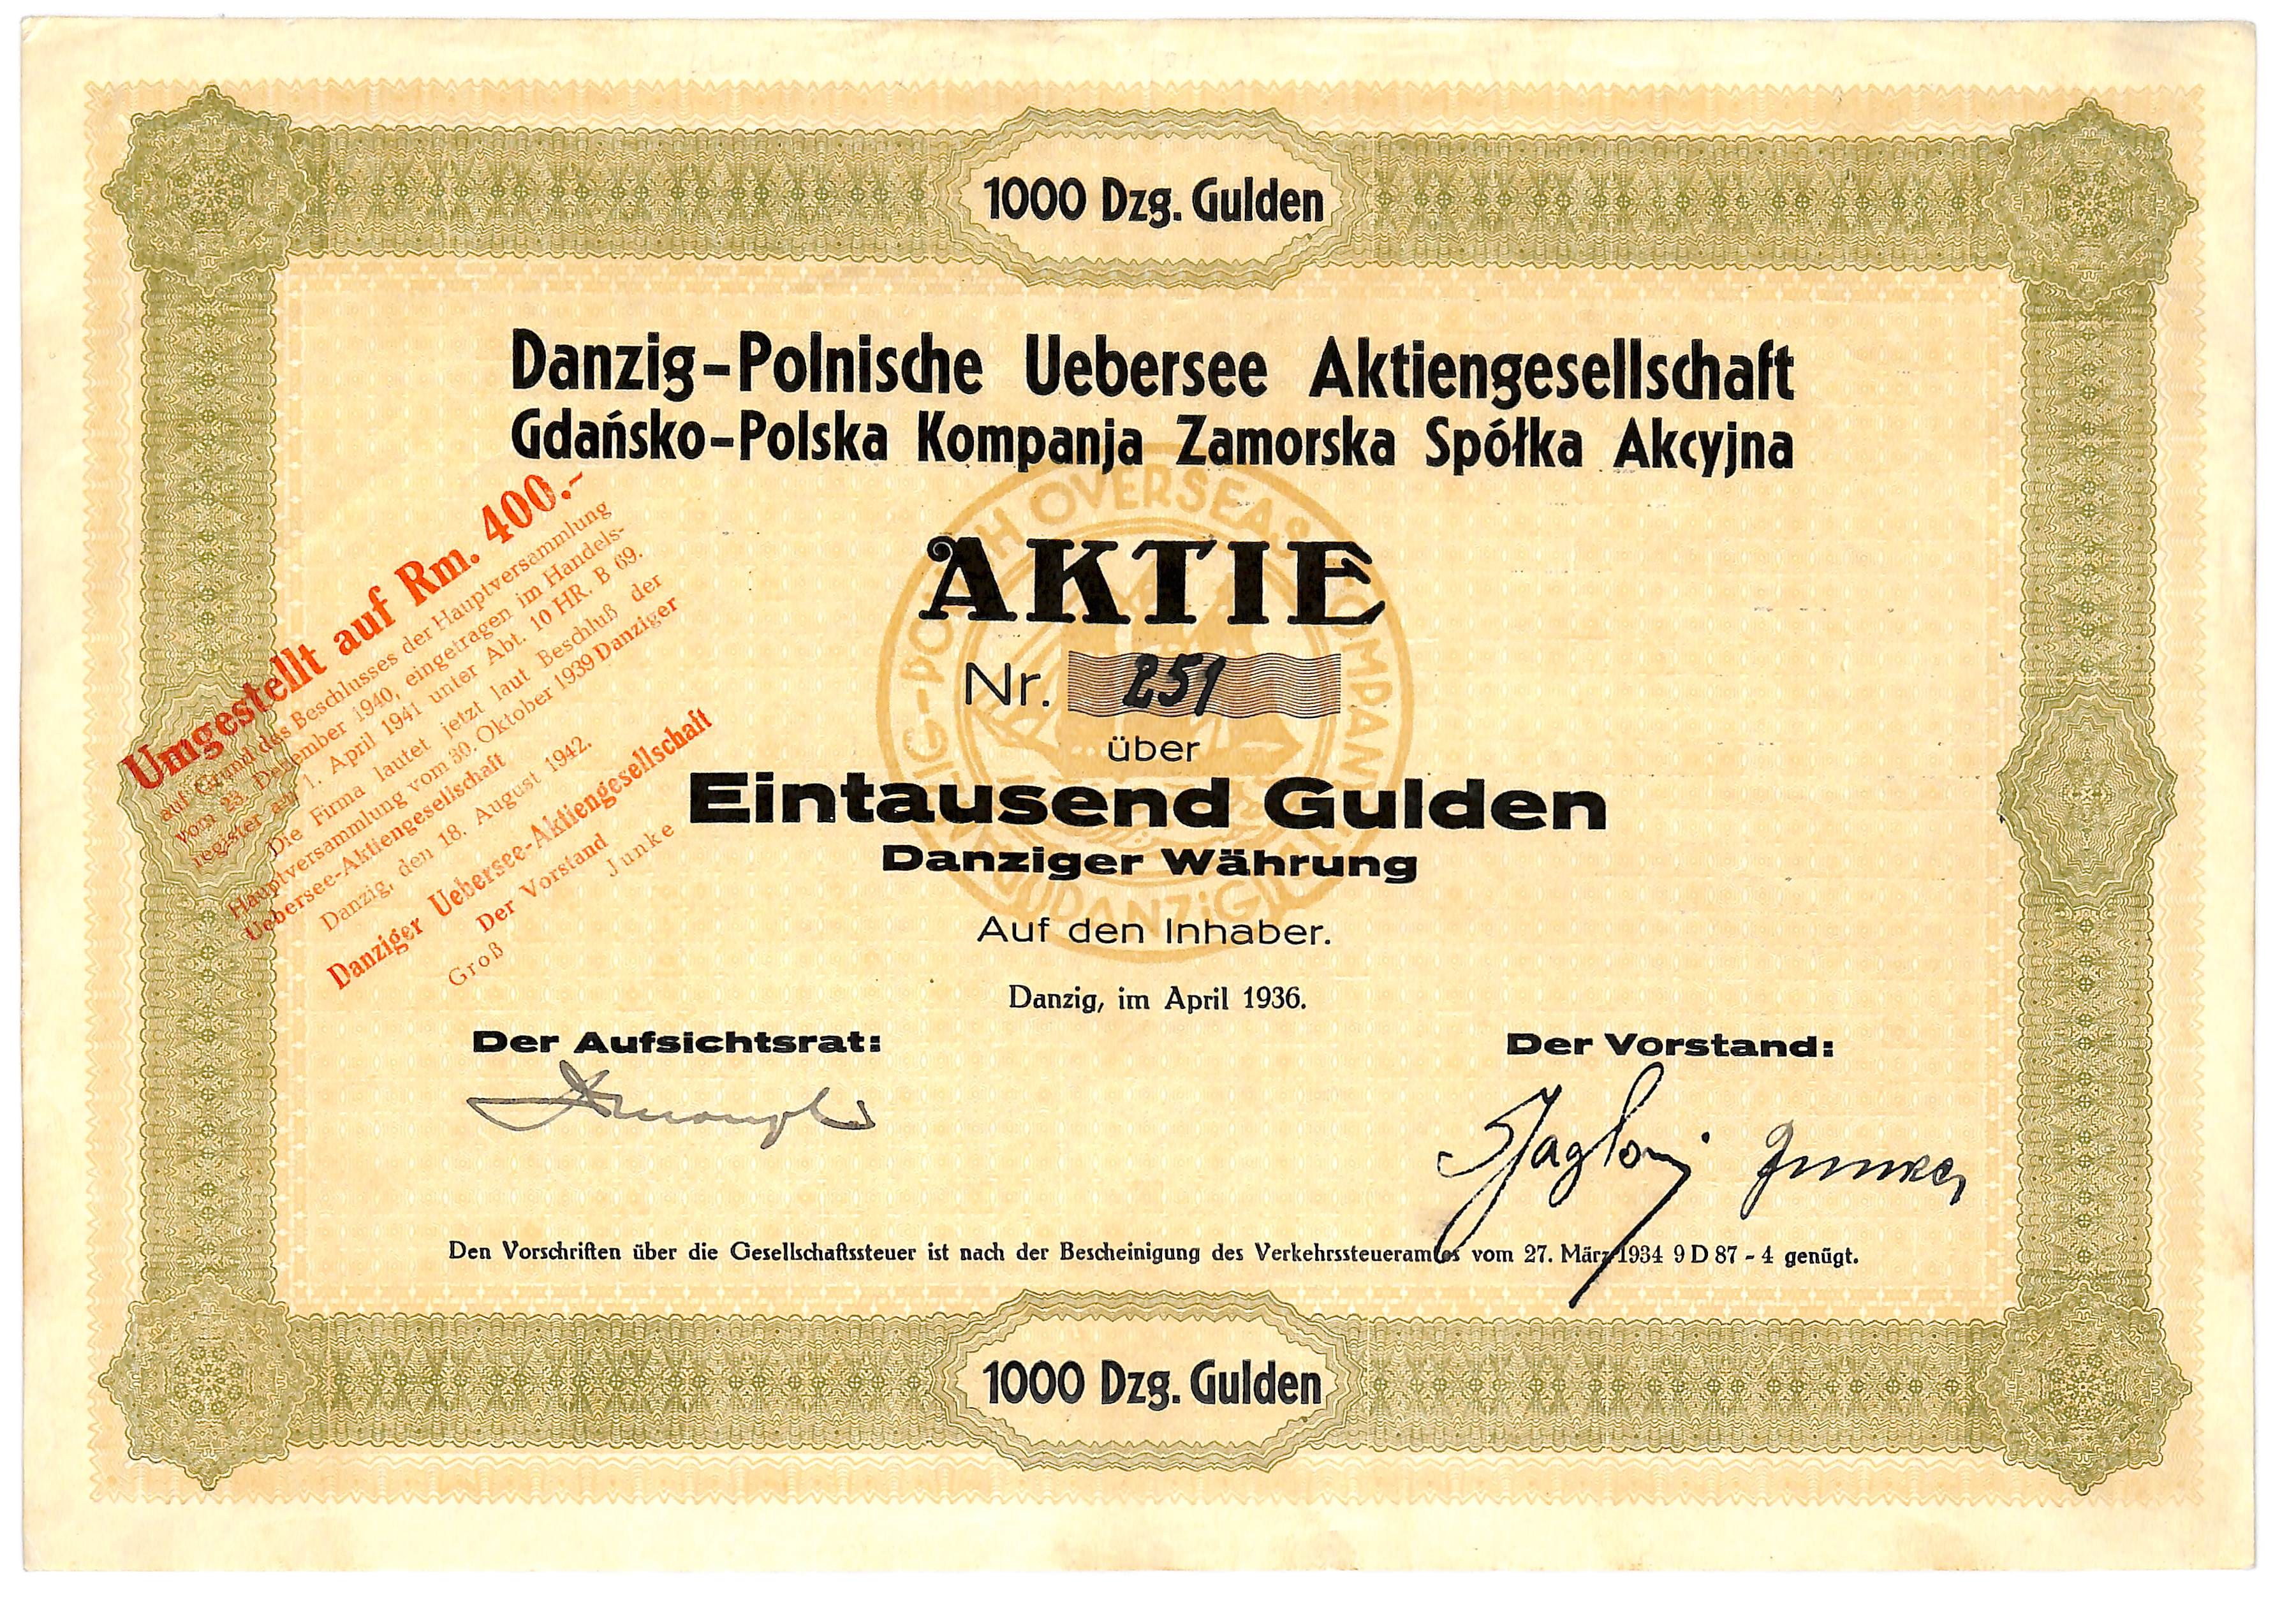 1000 Dzg. Gulden
Danzig-Polnische Uebersee Aktiengesellschaft
Gdańsko-Polska Kompanja Zamorska Spółka Akcyjna
Umgestellt auf Rm. 400.-
auf Grund des Beschlusses der Hauptversammlung
vom 23. Dezember 1940, eingetragen im Handels-
register am 1. April 1941 unter Abt. 10 HR. B 69.
Die Firma lautet jetzt laut Beschluß der
Hauptversammlung vom 30. Oktober 1939 Danziger
Uebersee-Aktiengesellschaft
Danzig, den 18. August 1942.
Danziger Uebersee-Aktiengesellschaft
Der Vorstand
Groß Junke
OVERSEAS COMPANY
AKTIE
Nr. 251
über
Eintausend Gulden
Danziger Währung
DANZIG
Auf den Inhaber.
Danzig, im April 1936.
Der Aufsichtsrat: Der Vorstand:
Den Vorschriften über die Gesellschaftssteuer ist nach der Bescheinigung des Verkehrssteueramtes vom 27. März 1934 9 D 87 - 4 genügt.
1000 Dzg. Gulden